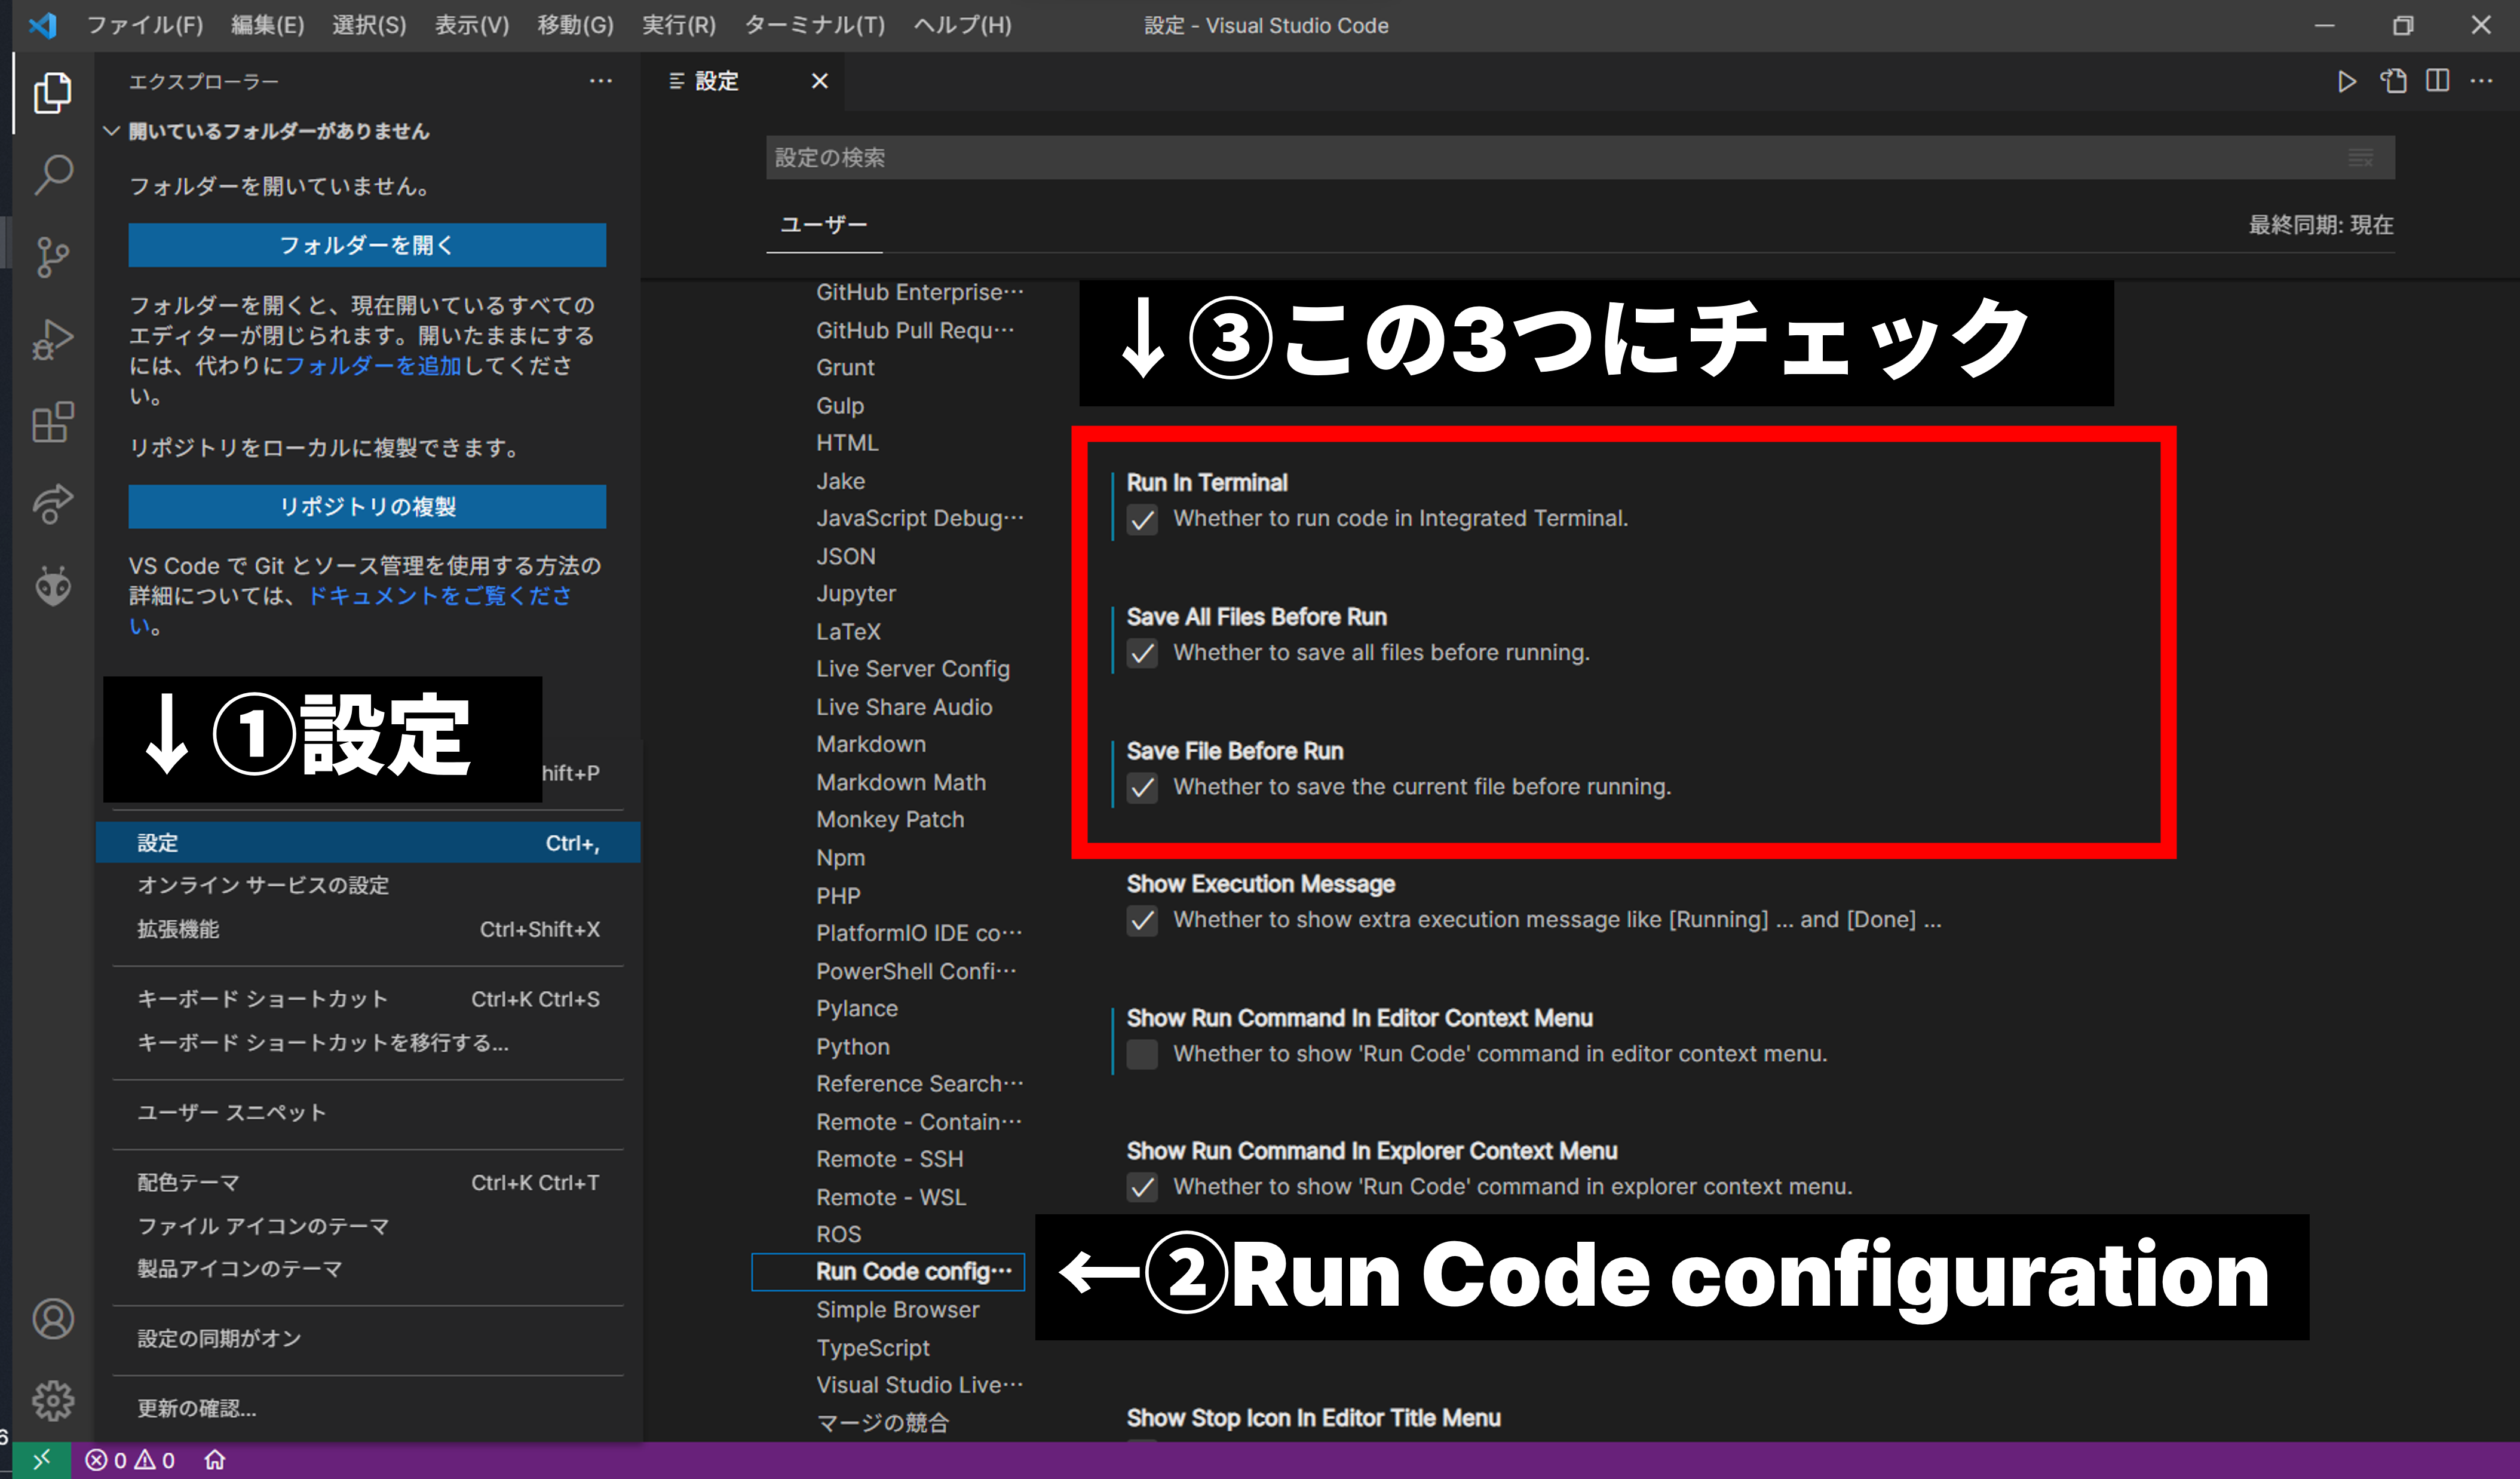 ファイル(F) 編集(E) 選択(S) 表示(V) 移動(G) 実行(R) ターミナル(T) ヘルプ(H)
設定 - Visual Studio Code
エクスプローラー
開いているフォルダーがありません
フォルダーを開いていません。
フォルダーを開く
フォルダーを開くと、現在開いているすべての
エディターが閉じられます。開いたままにする
には、代わりにフォルダーを追加してくださ
い。
リポジトリをローカルに複製できます。
リポジトリの複製
VS Code で Git とソース管理を使用する方法の
詳細については、ドキュメントをご覧くださ
い。
↓①設定
hift+P
設定 Ctrl+,
オンライン サービスの設定
拡張機能 Ctrl+Shift+X
キーボード ショートカット Ctrl+K Ctrl+S
キーボード ショートカットを移行する...
ユーザー スニペット
配色テーマ Ctrl+K Ctrl+T
ファイル アイコンのテーマ
製品アイコンのテーマ
設定の同期がオン
更新の確認...
設定
設定の検索
ユーザー
最終同期: 現在
GitHub Enterprise…
GitHub Pull Requ…
Grunt
Gulp
HTML
Jake
JavaScript Debug…
JSON
Jupyter
LaTeX
Live Server Config
Live Share Audio
Markdown
Markdown Math
Monkey Patch
Npm
PHP
PlatformIO IDE co…
PowerShell Confi…
Pylance
Python
Reference Search…
Remote - Contain…
Remote - SSH
Remote - WSL
ROS
Run Code config…
Simple Browser
TypeScript
Visual Studio Live…
マージの競合
↓③この3つにチェック
Run In Terminal
Whether to run code in Integrated Terminal.
Save All Files Before Run
Whether to save all files before running.
Save File Before Run
Whether to save the current file before running.
Show Execution Message
Whether to show extra execution message like [Running] ... and [Done] ...
Show Run Command In Editor Context Menu
Whether to show 'Run Code' command in editor context menu.
Show Run Command In Explorer Context Menu
Whether to show 'Run Code' command in explorer context menu.
←②Run Code configuration
Show Stop Icon In Editor Title Menu
6
0 0